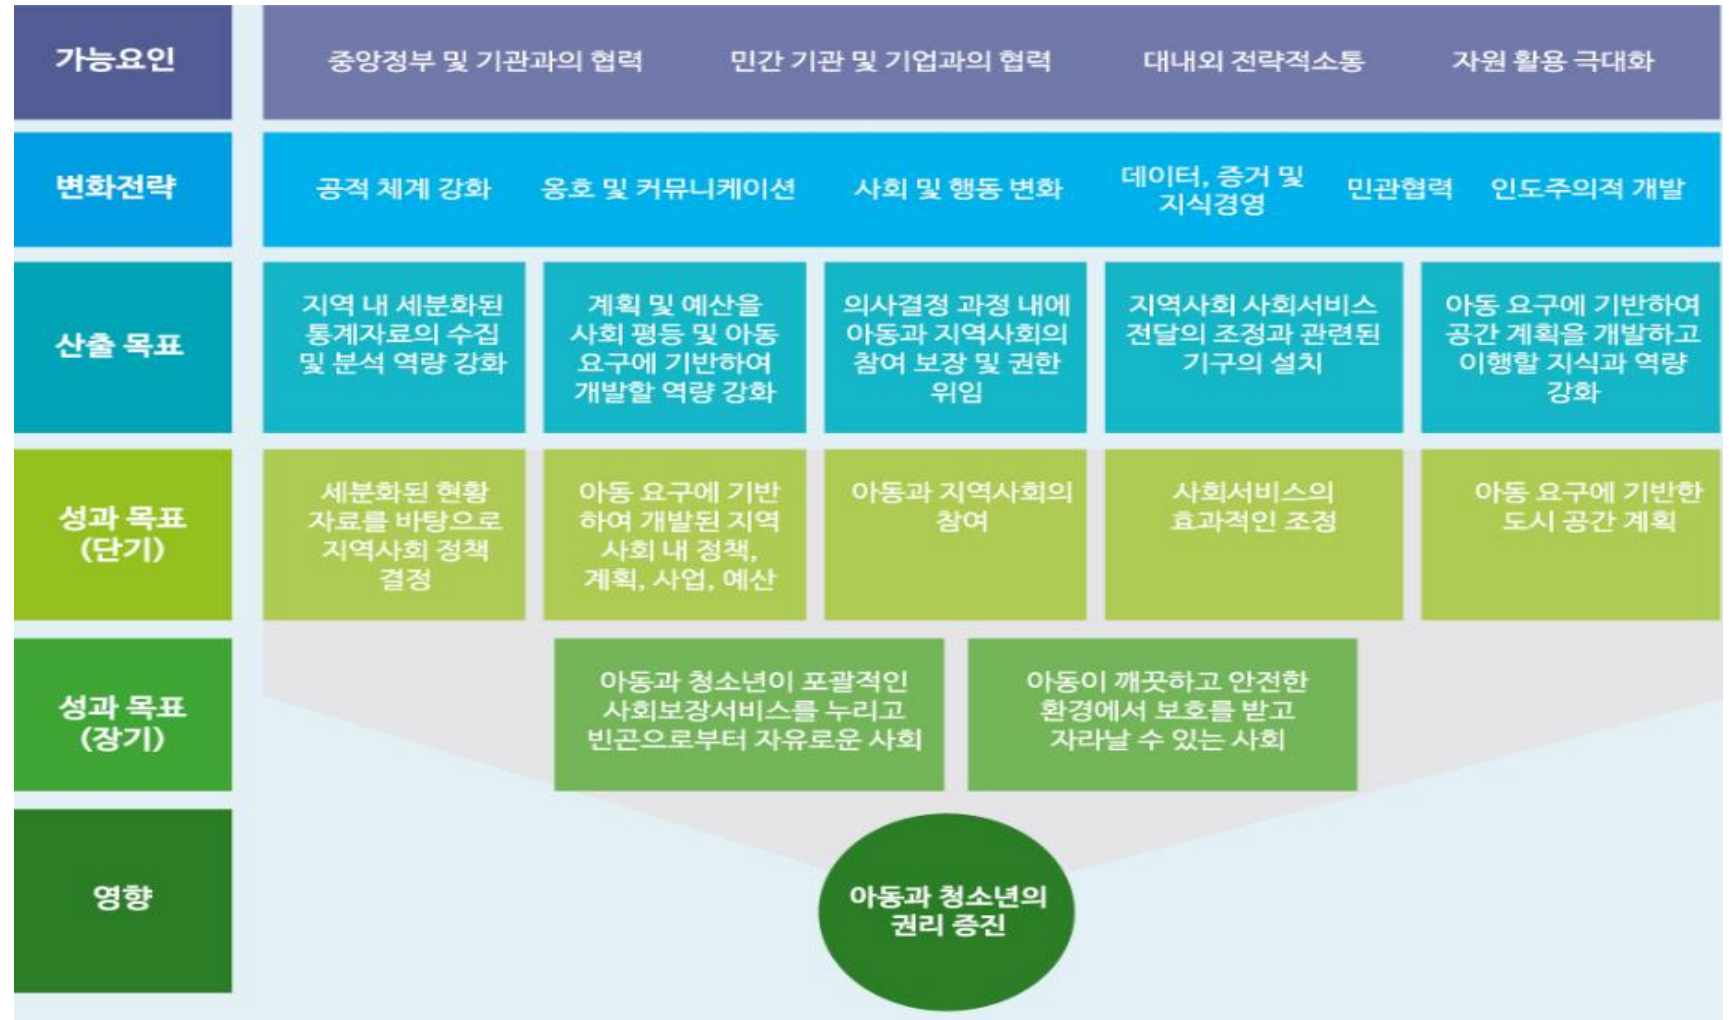 가능요인
중앙정부 및 기관과의 협력
민간 기관 및 기업과의 협력
대내외 전략적소통
자원 활용 극대화
변화전략
공적 체계 강화
옹호 및 커뮤니케이션
사회 및 행동 변화
데이터, 증거 및
지식경영
민관협력
인도주의적 개발
산출 목표
지역 내 세분화된
통계자료의 수집
및 분석 역량 강화
계획 및 예산을
사회 평등 및 아동
요구에 기반하여
개발할 역량 강화
의사결정 과정 내에
아동과 지역사회의
참여 보장 및 권한
위임
지역사회 사회서비스
전달의 조정과 관련된
기구의 설치
아동 요구에 기반하여
공간 계획을 개발하고
이행할 지식과 역량
강화
성과 목표
(단기)
세분화된 현황
자료를 바탕으로
지역사회 정책
결정
아동 요구에 기반
하여 개발된 지역
사회 내 정책,
계획, 사업, 예산
아동과 지역사회의
참여
사회서비스의
효과적인 조정
아동 요구에 기반한
도시 공간 계획
성과 목표
(장기)
아동과 청소년이 포괄적인
사회보장서비스를 누리고
빈곤으로부터 자유로운 사회
아동이 깨끗하고 안전한
환경에서 보호를 받고
자라날 수 있는 사회
영향
아동과 청소년의
권리 증진